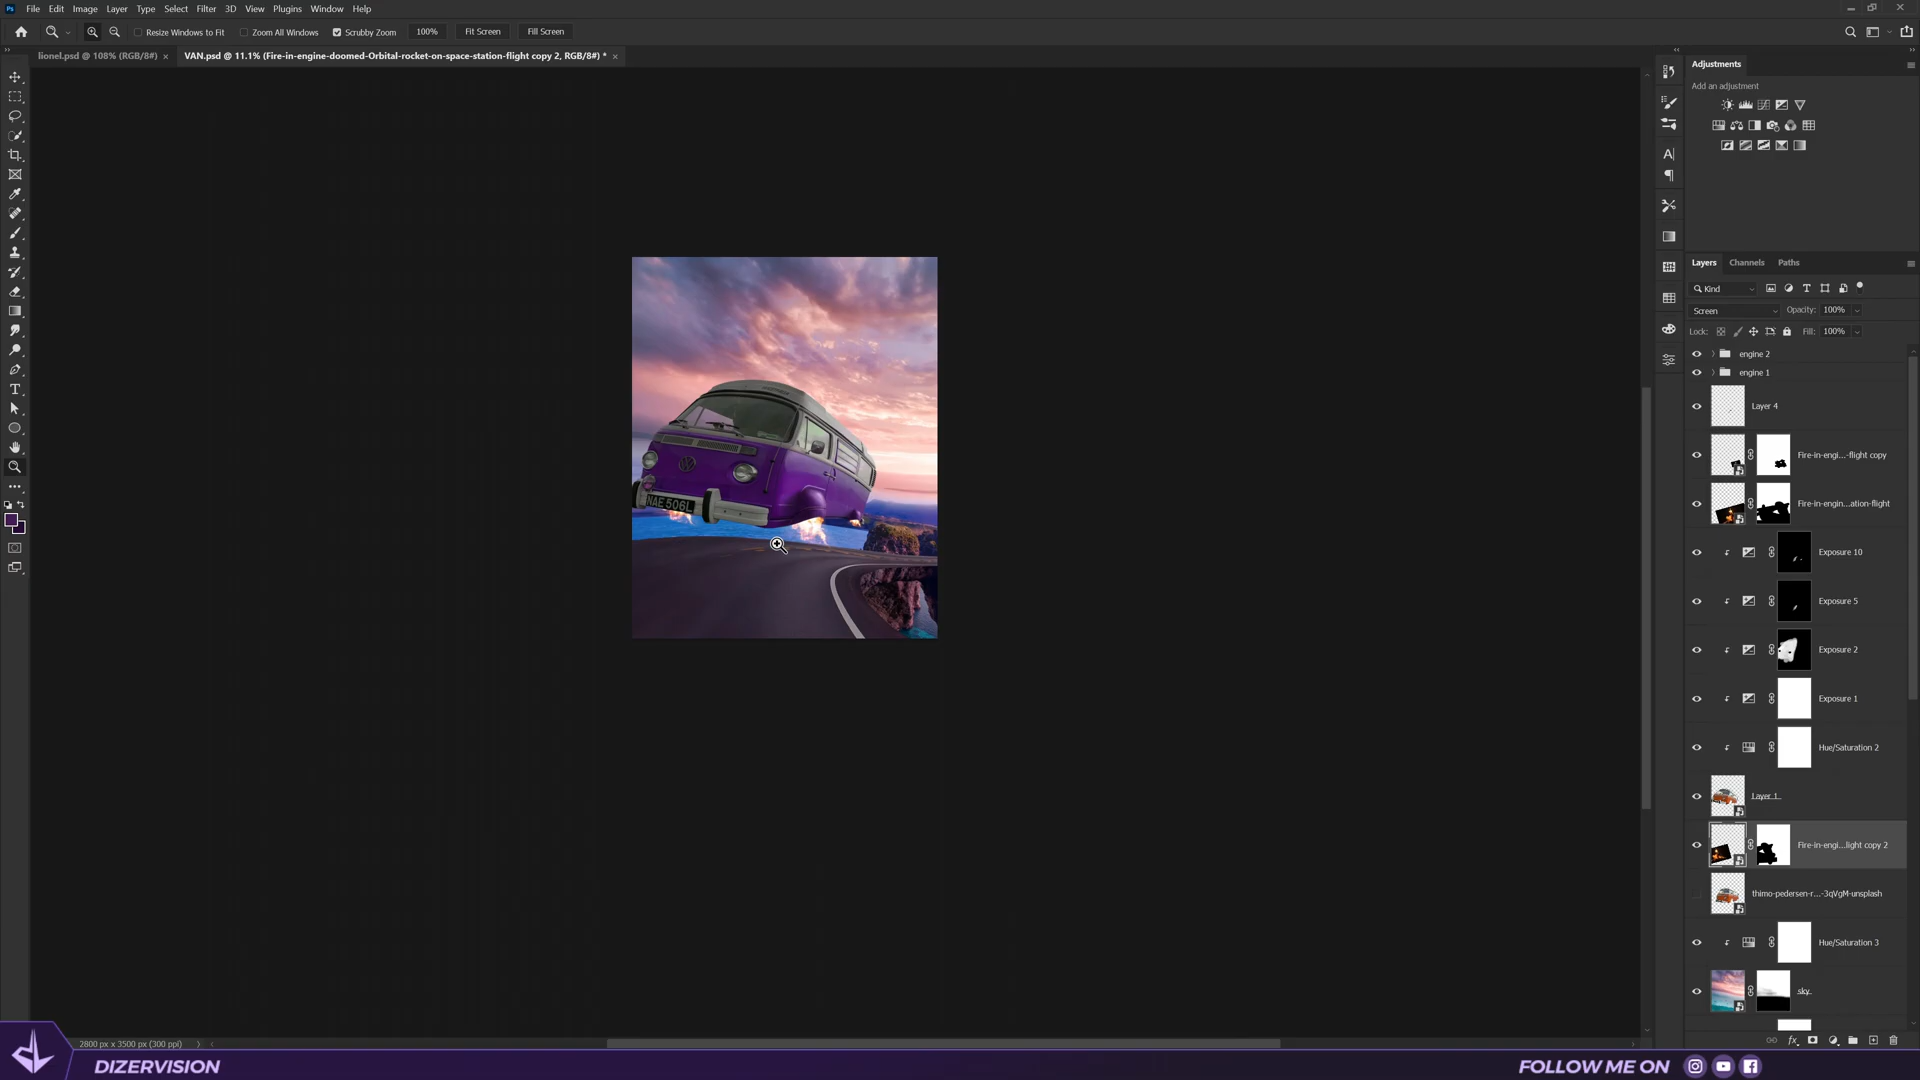 Ps File Edit Image Layer Type Select Filter 3D View Plugins Window Help
Resize Windows to Fit Zoom All Windows Scrubby Zoom 100% Fit Screen Fill Screen
lionel.psd @ 108% (RGB/8#) × VAN.psd @ 11.1% (Fire-in-engine-doomed-Orbital-rocket-on-space-station-flight copy 2, RGB/8#) * ×
Adjustments
Add an adjustment
Layers Channels Paths
Kind
Screen Opacity: 100%
Lock: Fill: 100%
engine 2
engine 1
Layer 4
Fire-in-engi...-flight copy
Fire-in-engin...ation-flight
Exposure 10
Exposure 5
Exposure 2
Exposure 1
Hue/Saturation 2
Layer 1
Fire-in-engi...light copy 2
thimo-pedersen-r...-3qVgM-unsplash
Hue/Saturation 3
sky
NAE 506L
2800 px x 3500 px (300 ppi)
DIZERVISION
FOLLOW ME ON